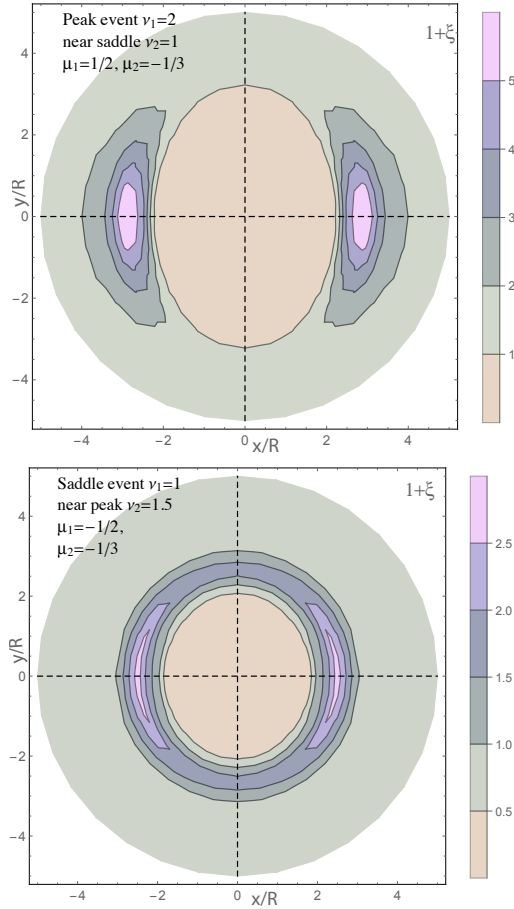 Peak event ν₁=2
near saddle ν₂=1
μ₁=1/2, μ₂=−1/3
1+ξ
4
2
0
−2
−4
y/R
−4
−2
0
2
4
x/R
5
4
3
2
1
Saddle event ν₁=1
near peak ν₂=1.5
μ₁=−1/2,
μ₂=−1/3
1+ξ
4
2
0
−2
−4
y/R
−4
−2
0
2
4
x/R
2.5
2.0
1.5
1.0
0.5